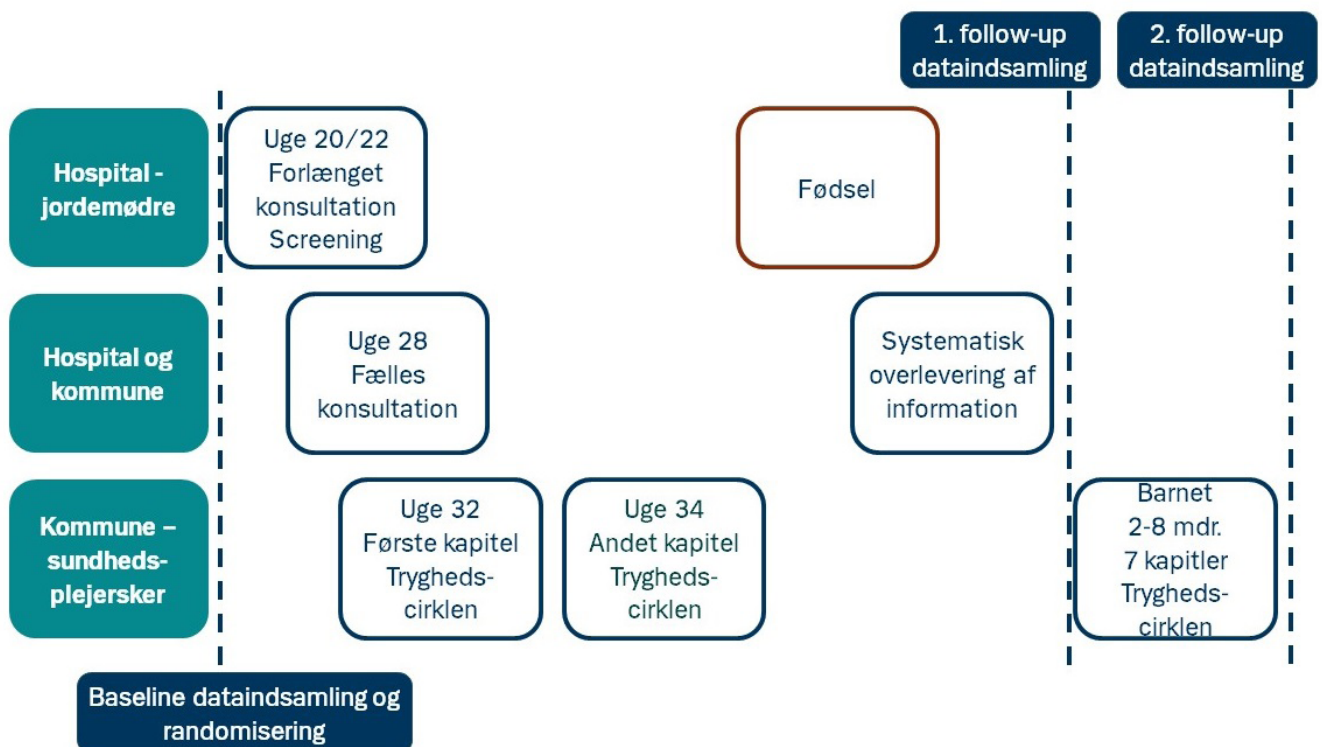 1. follow-up
dataindsamling
2. follow-up
dataindsamling
Hospital -
jordemødre
Uge 20/22
Forlænget
konsultation
Screening
Fødsel
Hospital og
kommune
Uge 28
Fælles
konsultation
Systematisk
overlevering af
information
Kommune –
sundheds-
plejersker
Uge 32
Første kapitel
Trygheds-
cirklen
Uge 34
Andet kapitel
Trygheds-
cirklen
Barnet
2-8 mdr.
7 kapitler
Trygheds-
cirklen
Baseline dataindsamling og
randomisering